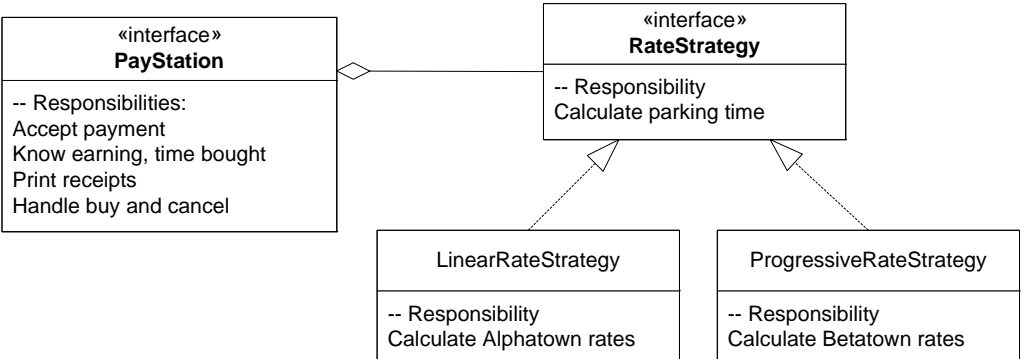 «interface»
PayStation
-- Responsibilities:
Accept payment
Know earning, time bought
Print receipts
Handle buy and cancel
«interface»
RateStrategy
-- Responsibility
Calculate parking time
LinearRateStrategy
-- Responsibility
Calculate Alphatown rates
ProgressiveRateStrategy
-- Responsibility
Calculate Betatown rates